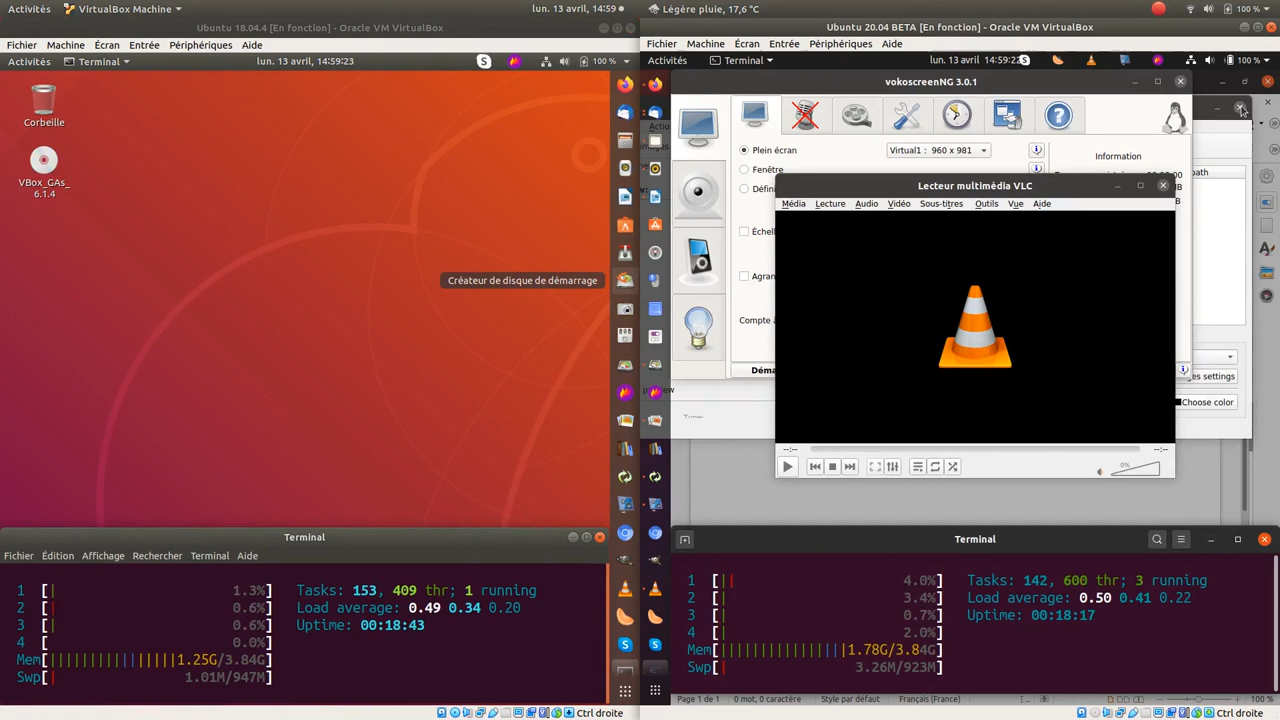 Activités VirtualBox Machine lun. 13 avril, 14:59 Légère pluie, 17,6 °C 100 %
Ubuntu 18.04.4 [En fonction] - Oracle VM VirtualBox
Fichier Machine Écran Entrée Périphériques Aide
Activités Terminal lun. 13 avril, 14:59:23 100 %
Corbeille
VBox_GAs_
6.1.4
Créateur de disque de démarrage
Terminal
Fichier Édition Affichage Rechercher Terminal Aide
1 [ 1.3%] Tasks: 153, 409 thr; 1 running
2 [ 0.6%] Load average: 0.49 0.34 0.20
3 [ 0.6%] Uptime: 00:18:43
4 [ 0.0%]
Mem[ 1.25G/3.84G]
Swp[ 1.01M/947M]
Ctrl droite
Ubuntu 20.04 BETA [En fonction] - Oracle VM VirtualBox
Fichier Machine Écran Entrée Périphériques Aide
Activités Terminal lun. 13 avril 14:59:22 100 %
vokoscreenNG 3.0.1
Plein écran Virtual1 : 960 x 981
Information
Fenêtre
Lecteur multimédia VLC
Média Lecture Audio Vidéo Sous-titres Outils Vue Aide
--:-- --:--
0%
Choose color
Terminal
1 [ 4.0%] Tasks: 142, 600 thr; 3 running
2 [ 3.4%] Load average: 0.50 0.41 0.22
3 [ 0.7%] Uptime: 00:18:17
4 [ 2.0%]
Mem[ 1.78G/3.84G]
Swp[ 3.26M/923M]
Page 1 de 1 0 mot, 0 caractère Style par défaut Français (France) 100 %
Ctrl droite